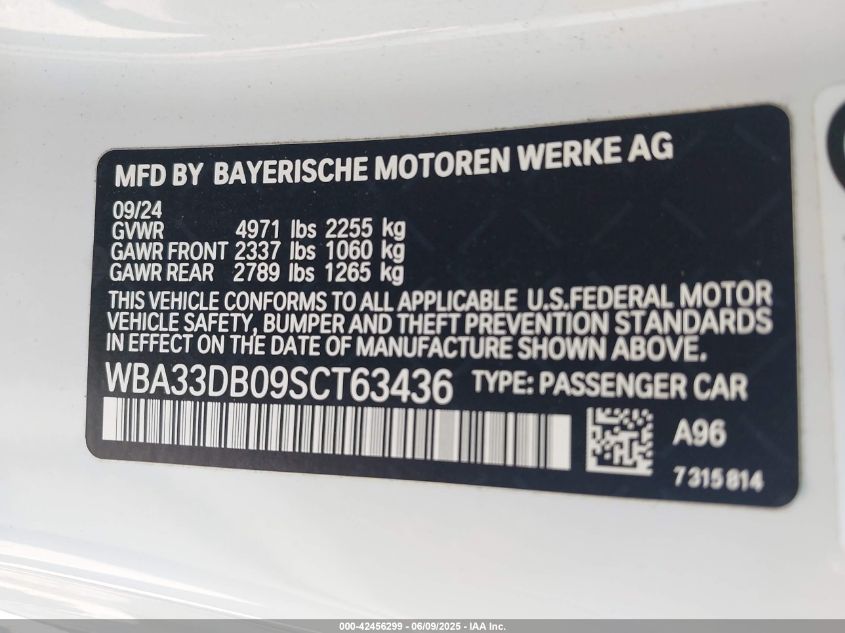 MFD BY BAYERISCHE MOTOREN WERKE AG
09/24
GVWR 4971 lbs 2255 kg
GAWR FRONT 2337 lbs 1060 kg
GAWR REAR 2789 lbs 1265 kg
THIS VEHICLE CONFORMS TO ALL APPLICABLE U.S.FEDERAL MOTOR
VEHICLE SAFETY, BUMPER AND THEFT PREVENTION STANDARDS
IN EFFECT ON THE DATE OF MANUFACTURE SHOWN ABOVE.
WBA33DB09SCT63436 TYPE: PASSENGER CAR
A96
7315814
000-42456299 - 06/09/2025 - IAA Inc.